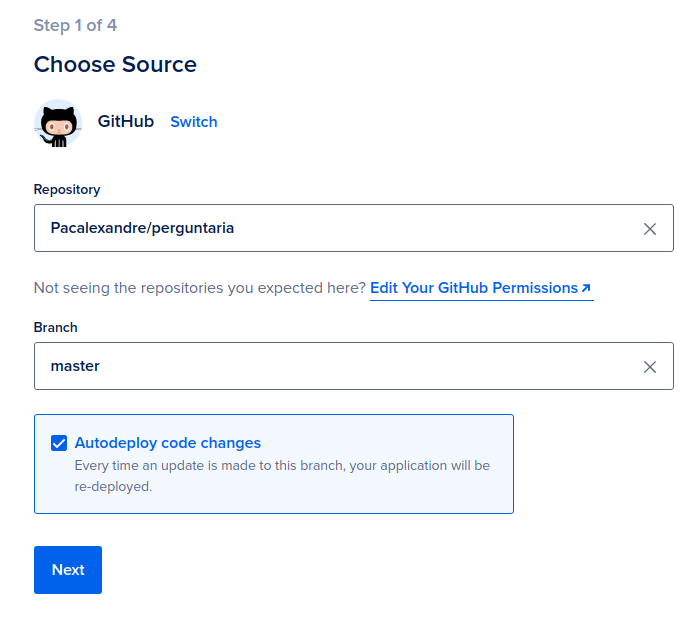 Step 1 of 4
Choose Source
GitHub Switch
Repository
Pacalexandre/perguntaria
Not seeing the repositories you expected here? Edit Your GitHub Permissions
Branch
master
Autodeploy code changes
Every time an update is made to this branch, your application will be
re-deployed.
Next